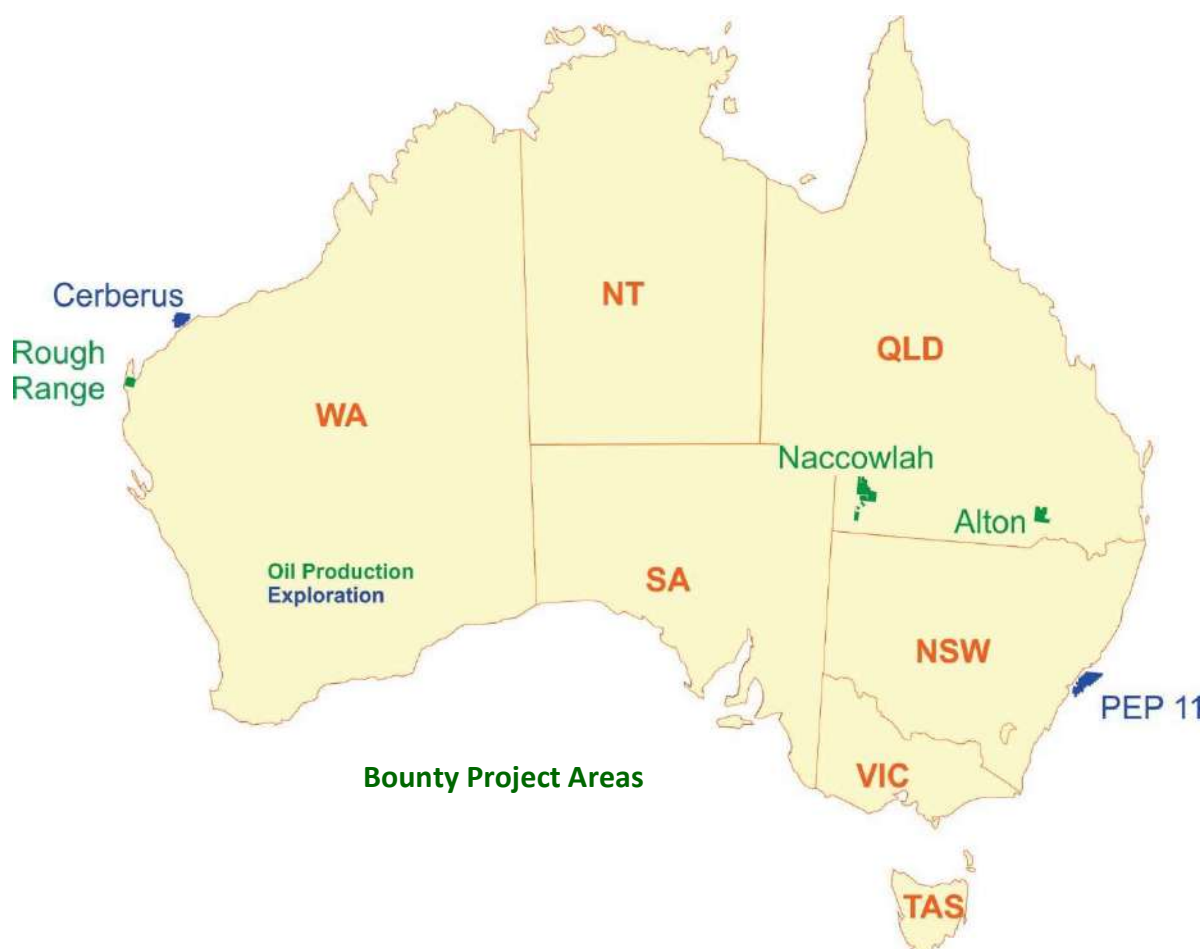 NT
Cerberus
QLD
Rough
Range
WA
Naccowlah
Alton
Oil Production
Exploration
SA
NSW
PEP 11
Bounty Project Areas
VIC
TAS